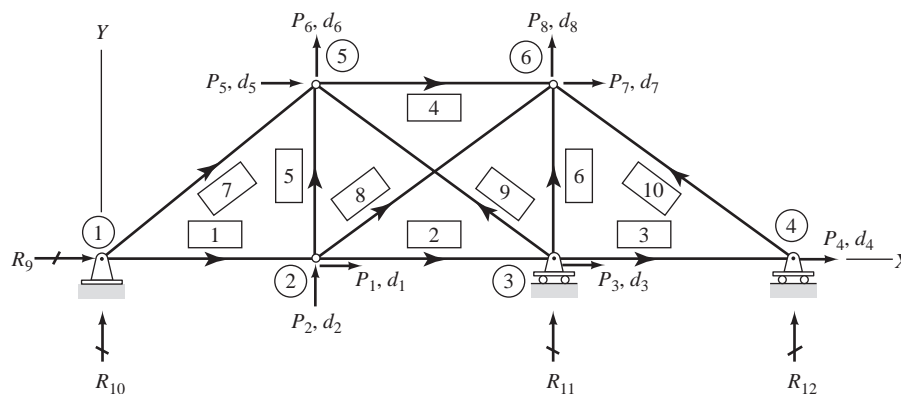 P6, d6
P8, d8
Y
5
6
P5, d5
P7, d7
4
5
6
7
8
9
10
1
1
2
3
4
R9
P4, d4
X
2
P1, d1
3
P3, d3
P2, d2
R10
R11
R12